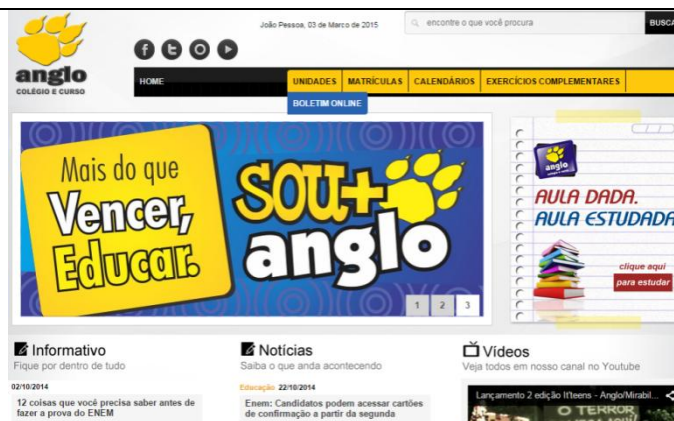 João Pessoa, 03 de Março de 2015
encontre o que você procura
BUSCA
anglo
COLÉGIO E CURSO
HOME
UNIDADES
MATRÍCULAS
CALENDÁRIOS
EXERCÍCIOS COMPLEMENTARES
BOLETIM ONLINE
Mais do que
Vencer,
Educar.
SOU+
anglo
1 2 3
anglo
AULA DADA.
AULA ESTUDADA
clique aqui
para estudar
Informativo
Fique por dentro de tudo
02/10/2014
12 coisas que você precisa saber antes de
fazer a prova do ENEM
Notícias
Saiba o que anda acontecendo
Educação 22/10/2014
Enem: Candidatos podem acessar cartões
de confirmação a partir da segunda
Vídeos
Veja todos em nosso canal no Youtube
Lançamento 2 edição It'teens - Anglo/Mirabil...
O TERROR